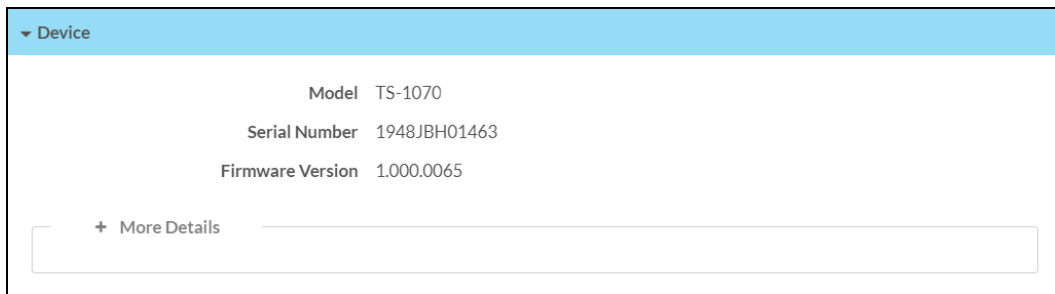 Device
Model TS-1070
Serial Number 1948JBH01463
Firmware Version 1.000.0065
+ More Details